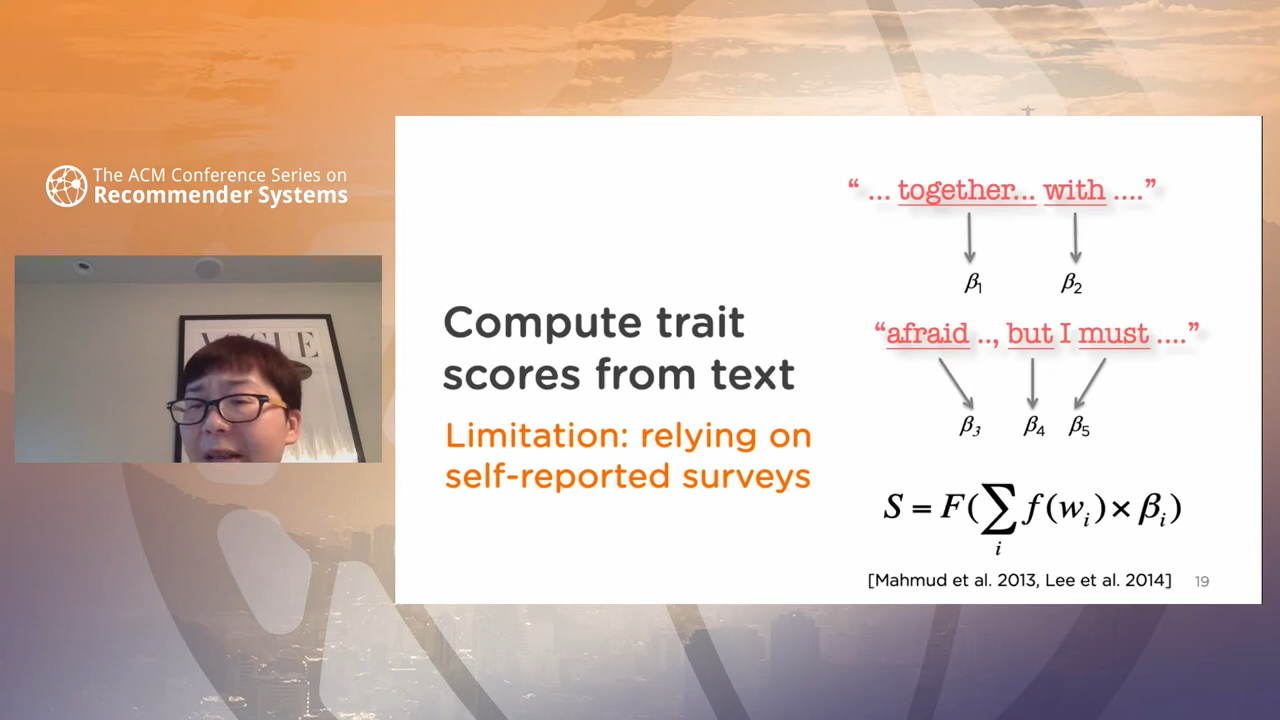 The ACM Conference Series on
Recommender Systems
VOGUE
Compute trait
scores from text
Limitation: relying on
self-reported surveys
“ ... together... with ....”
β1 β2
“afraid .., but I must ....”
β3 β4 β5
S = F(∑ f(wi) × βi)
i
[Mahmud et al. 2013, Lee et al. 2014] 19